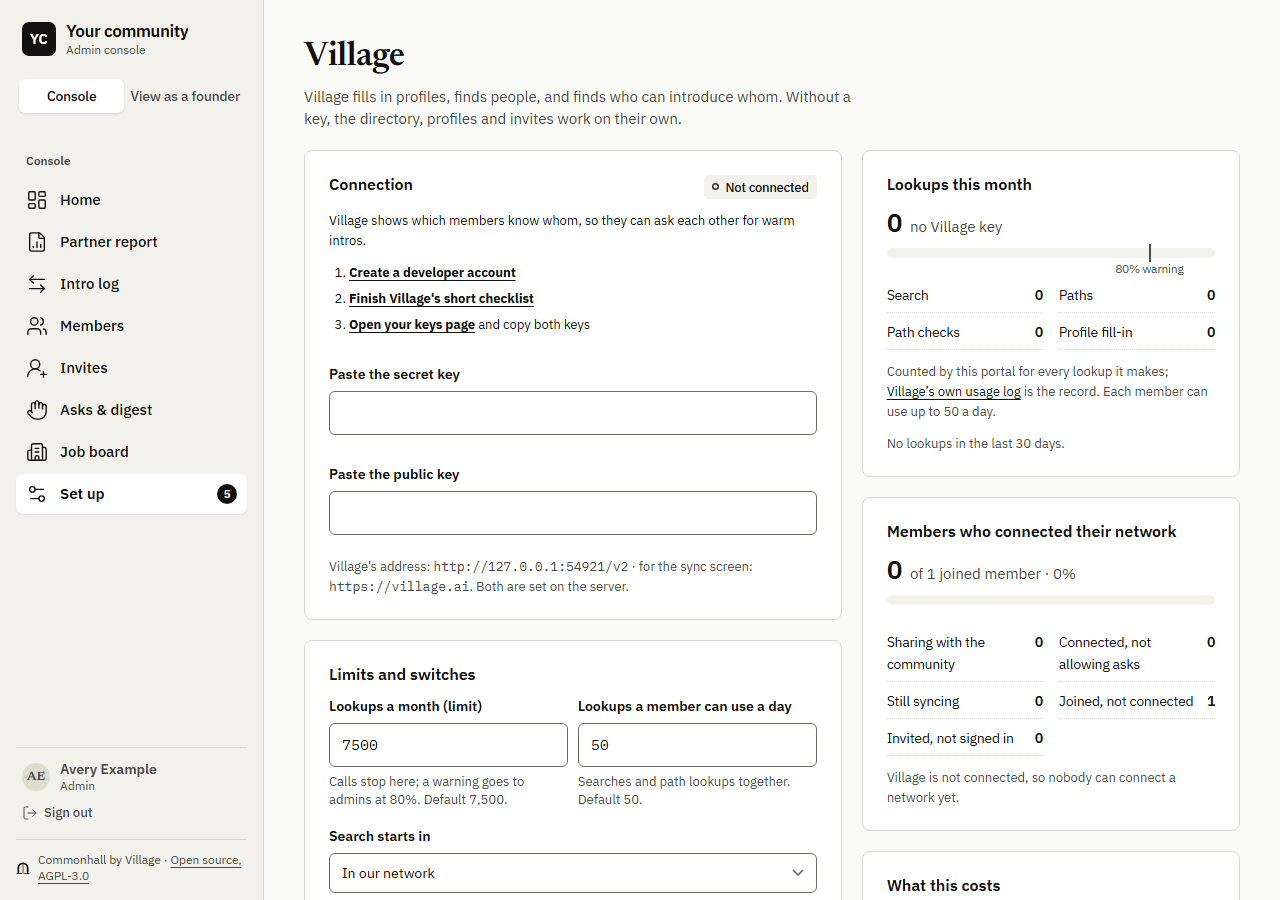 YC
Your community
Admin console
Console
View as a founder
Console
Home
Partner report
Intro log
Members
Invites
Asks & digest
Job board
Set up
5
AE
Avery Example
Admin
Sign out
Commonhall by Village · Open source,
AGPL-3.0
Village
Village fills in profiles, finds people, and finds who can introduce whom. Without a
key, the directory, profiles and invites work on their own.
Connection
Not connected
Village shows which members know whom, so they can ask each other for warm
intros.
1. Create a developer account
2. Finish Village's short checklist
3. Open your keys page and copy both keys
Paste the secret key
Paste the public key
Village’s address: http://127.0.0.1:54921/v2 · for the sync screen:
https://village.ai. Both are set on the server.
Limits and switches
Lookups a month (limit)
Lookups a member can use a day
7500
50
Calls stop here; a warning goes to
admins at 80%. Default 7,500.
Searches and path lookups together.
Default 50.
Search starts in
In our network
Lookups this month
0 no Village key
80% warning
Search 0
Paths 0
Path checks 0
Profile fill-in 0
Counted by this portal for every lookup it makes;
Village’s own usage log is the record. Each member can
use up to 50 a day.
No lookups in the last 30 days.
Members who connected their network
0 of 1 joined member · 0%
Sharing with the
community
0
Connected, not
allowing asks
0
Still syncing 0
Joined, not connected 1
Invited, not signed in 0
Village is not connected, so nobody can connect a
network yet.
What this costs